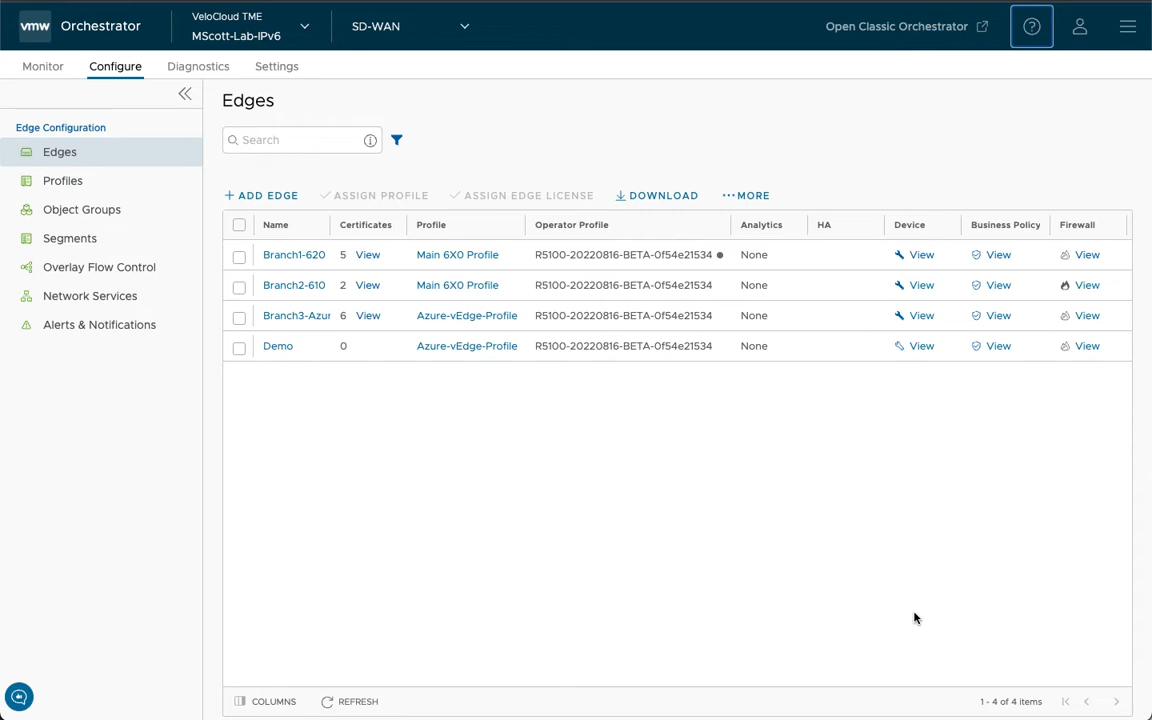 vmw Orchestrator
VeloCloud TME
MScott-Lab-IPv6
SD-WAN
Open Classic Orchestrator
Monitor Configure Diagnostics Settings
Edge Configuration
Edges
Profiles
Object Groups
Segments
Overlay Flow Control
Network Services
Alerts & Notifications
Edges
Search
+ ADD EDGE ASSIGN PROFILE ASSIGN EDGE LICENSE DOWNLOAD ··· MORE
Name Certificates Profile Operator Profile Analytics HA Device Business Policy Firewall
Branch1-620 5 View Main 6X0 Profile R5100-20220816-BETA-0f54e21534 None View View View
Branch2-610 2 View Main 6X0 Profile R5100-20220816-BETA-0f54e21534 None View View View
Branch3-Azur 6 View Azure-vEdge-Profile R5100-20220816-BETA-0f54e21534 None View View View
Demo 0 Azure-vEdge-Profile R5100-20220816-BETA-0f54e21534 None View View View
COLUMNS REFRESH 1 - 4 of 4 items